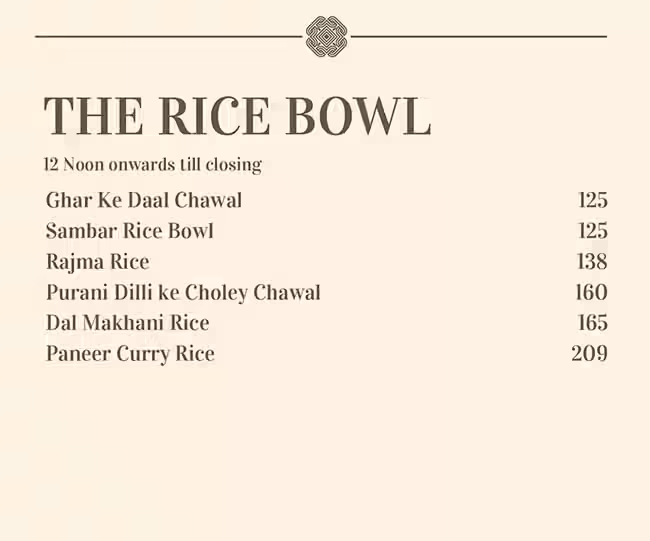 THE RICE BOWL
12 Noon onwards till closing
Ghar Ke Daal Chawal 125
Sambar Rice Bowl 125
Rajma Rice 138
Purani Dilli ke Choley Chawal 160
Dal Makhani Rice 165
Paneer Curry Rice 209